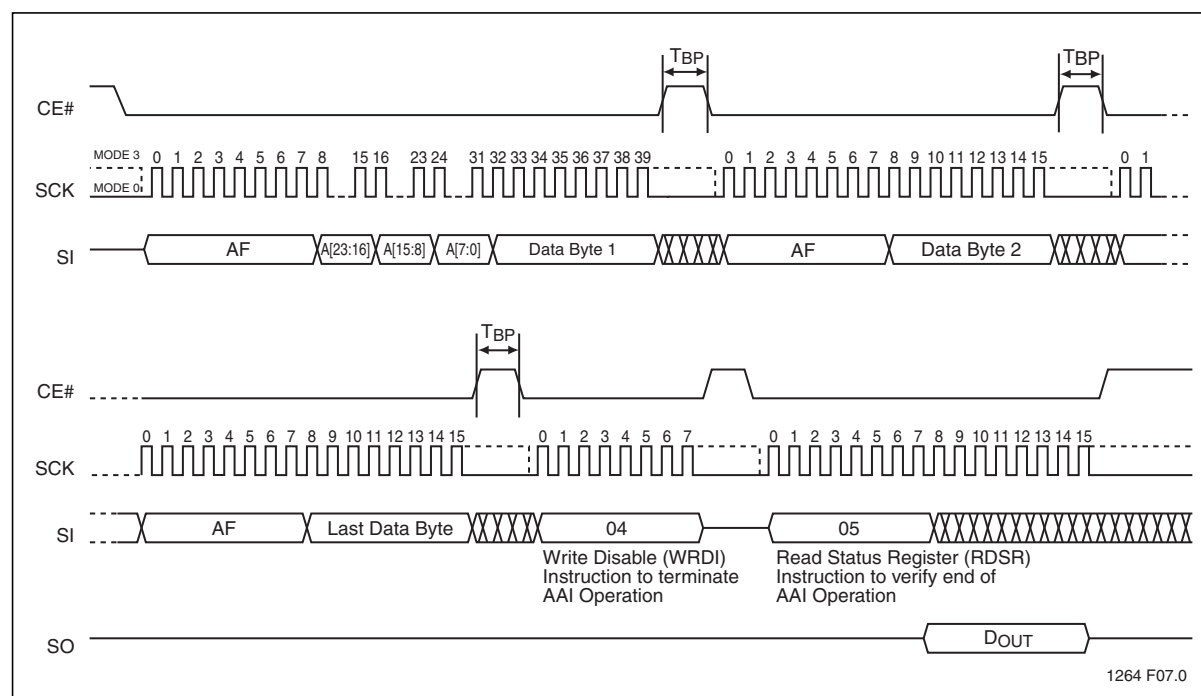 TBP TBP
CE#
MODE 3 0 1 2 3 4 5 6 7 8 15 16 23 24 31 32 33 34 35 36 37 38 39 0 1 2 3 4 5 6 7 8 9 10 11 12 13 14 15 0 1
SCK MODE 0
SI AF A[23:16] A[15:8] A[7:0] Data Byte 1 AF Data Byte 2
TBP
CE#
0 1 2 3 4 5 6 7 8 9 10 11 12 13 14 15 0 1 2 3 4 5 6 7 0 1 2 3 4 5 6 7 8 9 10 11 12 13 14 15
SCK
SI AF Last Data Byte 04 05
Write Disable (WRDI) Read Status Register (RDSR)
Instruction to terminate Instruction to verify end of
AAI Operation AAI Operation
SO DOUT
1264 F07.0